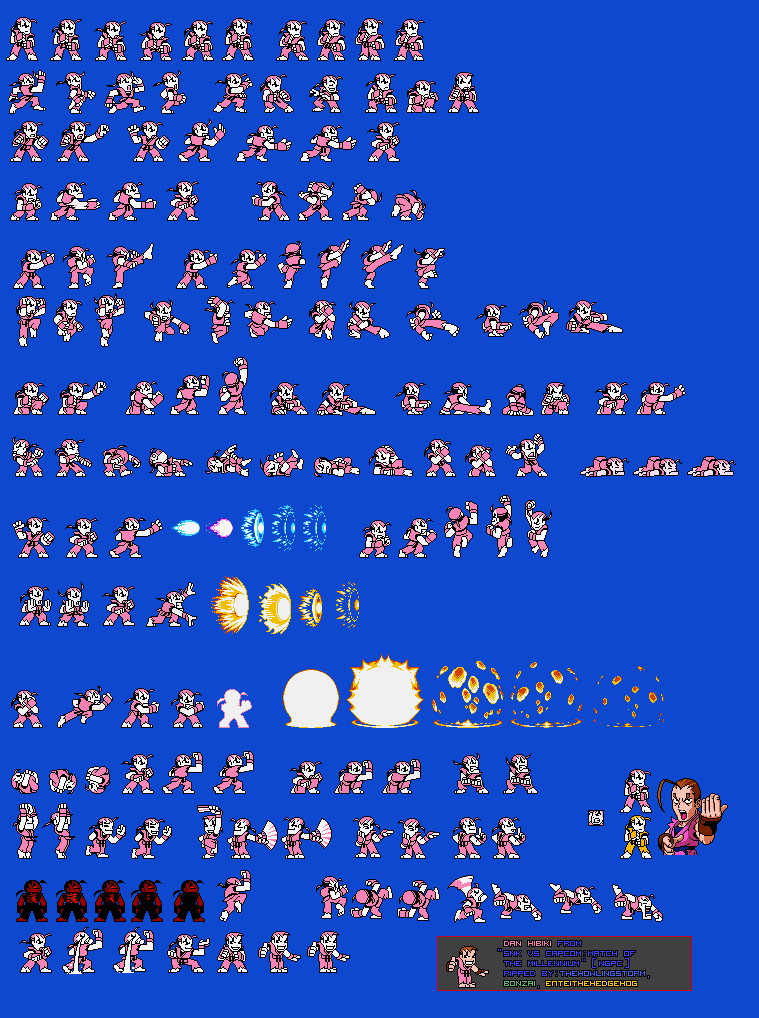 DAN HIBIKI FROM
"SNK VS CAPCOM:MATCH OF
THE MILLENNIUM" [NGPC]
RIPPED BY:THEHOWLINGSTORM,
BONZAI, ENTEITHEHEDGEHOG